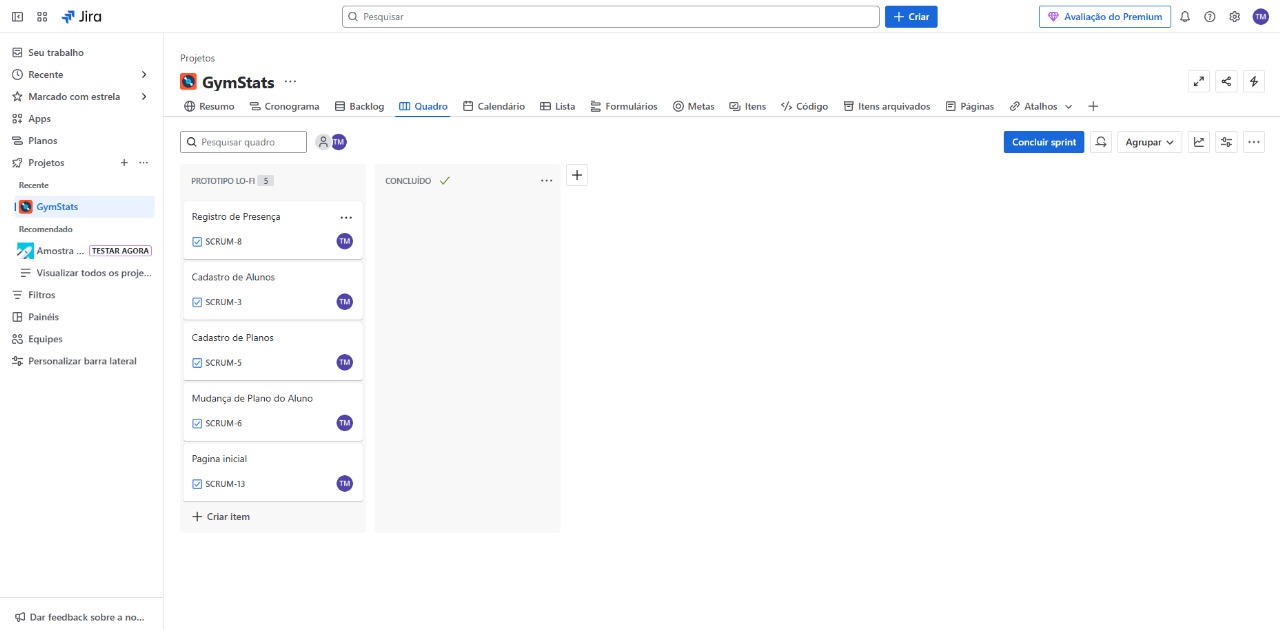 Jira
Pesquisar
Criar
Avaliação do Premium
TM
Seu trabalho
Recente
Marcado com estrela
Apps
Planos
Projetos
Recente
GymStats
Recomendado
Amostra ... TESTAR AGORA
Visualizar todos os proje...
Filtros
Painéis
Equipes
Personalizar barra lateral
Dar feedback sobre a no...
Projetos
GymStats
Resumo Cronograma Backlog Quadro Calendário Lista Formulários Metas Itens Código Itens arquivados Páginas Atalhos
Pesquisar quadro
TM
Concluir sprint
Agrupar
PROTOTIPO LO-FI 5
Registro de Presença
SCRUM-8 TM
Cadastro de Alunos
SCRUM-3 TM
Cadastro de Planos
SCRUM-5 TM
Mudança de Plano do Aluno
SCRUM-6 TM
Pagina inicial
SCRUM-13 TM
Criar item
CONCLUÍDO